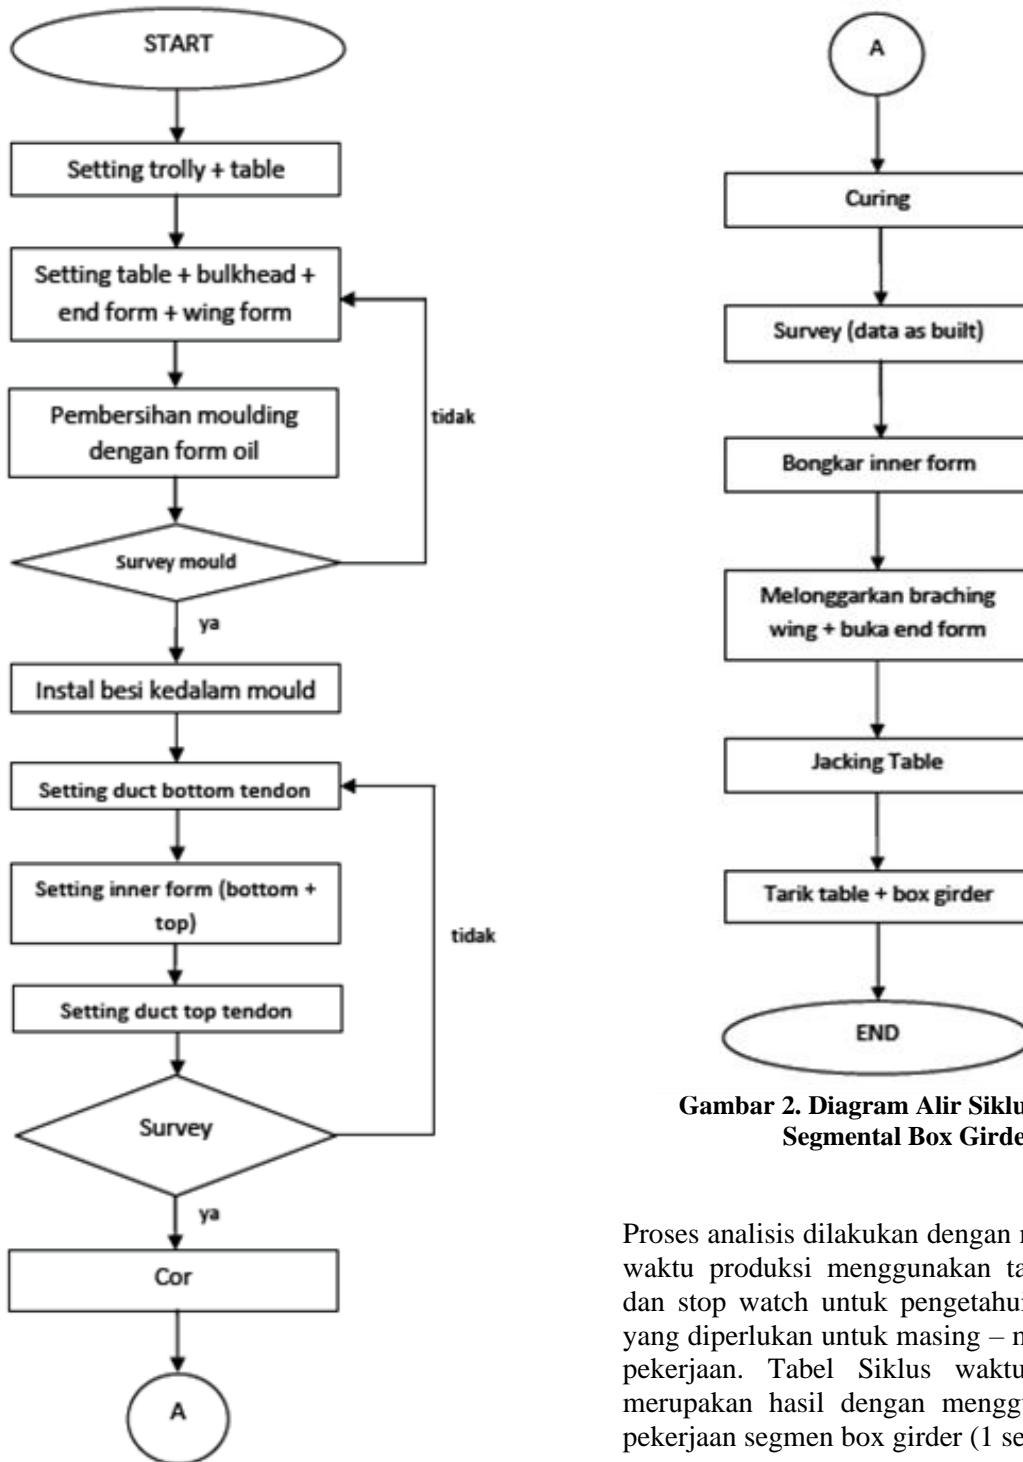 START
Setting trolly + table
Setting table + bulkhead +
end form + wing form
Pembersihan moulding
dengan form oil
tidak
Survey mould
ya
Instal besi kedalam mould
Setting duct bottom tendon
Setting inner form (bottom +
top)
tidak
Setting duct top tendon
Survey
ya
Cor
A
A
Curing
Survey (data as built)
Bongkar inner form
Melonggarkan braching
wing + buka end form
Jacking Table
Tarik table + box girder
END
Gambar 2. Diagram Alir
Segmental Box
Proses analisis dilakukan dengan
waktu produksi menggunakan
dan stop watch untuk pengetahui
yang diperlukan untuk masing –
pekerjaan. Tabel Siklus waktu
merupakan hasil dengan
pekerjaan segmen box girder (1